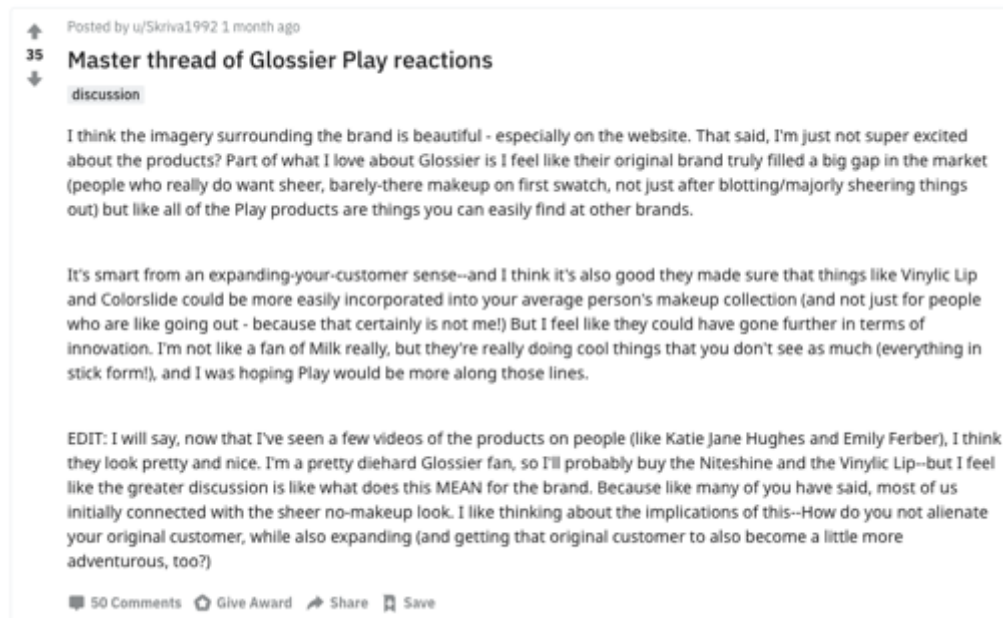 Posted by u/Skriva1992 1 month ago
35
Master thread of Glossier Play reactions
discussion
I think the imagery surrounding the brand is beautiful - especially on the website. That said, I'm just not super excited
about the products? Part of what I love about Glossier is I feel like their original brand truly filled a big gap in the market
(people who really do want sheer, barely-there makeup on first swatch, not just after blotting/majorly sheering things
out) but like all of the Play products are things you can easily find at other brands.
It's smart from an expanding-your-customer sense--and I think it's also good they made sure that things like Vinylic Lip
and Colorslide could be more easily incorporated into your average person's makeup collection (and not just for people
who are like going out - because that certainly is not me!) But I feel like they could have gone further in terms of
innovation. I'm not like a fan of Milk really, but they're really doing cool things that you don't see as much (everything in
stick form!), and I was hoping Play would be more along those lines.
EDIT: I will say, now that I've seen a few videos of the products on people (like Katie Jane Hughes and Emily Ferber), I think
they look pretty and nice. I'm a pretty diehard Glossier fan, so I'll probably buy the Niteshine and the Vinylic Lip--but I feel
like the greater discussion is like what does this MEAN for the brand. Because like many of you have said, most of us
initially connected with the sheer no-makeup look. I like thinking about the implications of this--How do you not alienate
your original customer, while also expanding (and getting that original customer to also become a little more
adventurous, too?)
50 Comments Give Award Share Save